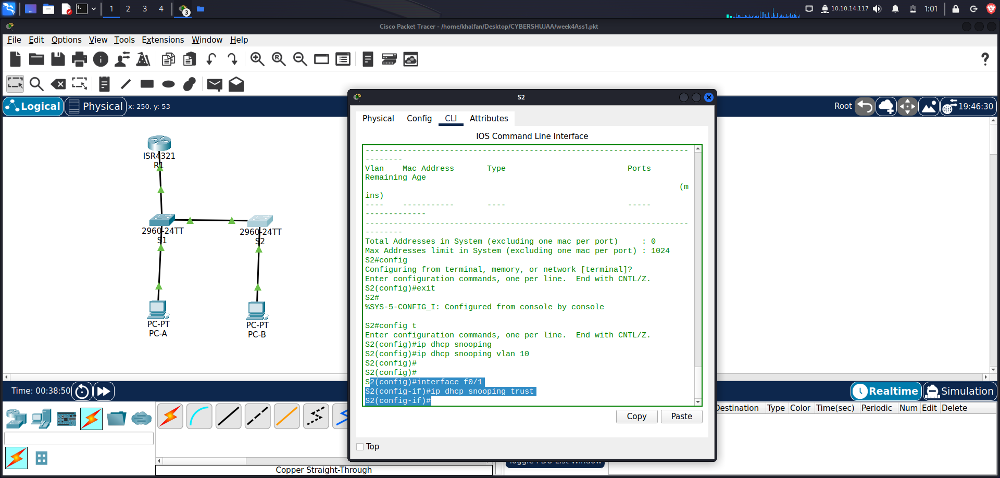 1 2 3 4
3
10.10.14.117
1:01
Cisco Packet Tracer - /home/khalfan/Desktop/CYBERSHUJAA/week4Ass1.pkt
File Edit Options View Tools Extensions Window Help
Logical
Physical
x: 250, y: 53
Root
19:46:30
ISR4321
R1
2960-24TT
S1
2960-24TT
S2
PC-PT
PC-A
PC-PT
PC-B
S2
Physical Config CLI Attributes
IOS Command Line Interface
---------------------------------------------------------------------
--------
Vlan    Mac Address       Type                          Ports
Remaining Age
(m
ins)
----    -----------       ----                          -----
-------------
---------------------------------------------------------------------
--------
Total Addresses in System (excluding one mac per port)     : 0
Max Addresses limit in System (excluding one mac per port) : 1024
S2#config
Configuring from terminal, memory, or network [terminal]?
Enter configuration commands, one per line.  End with CNTL/Z.
S2(config)#exit
S2#
%SYS-5-CONFIG_I: Configured from console by console
S2#config t
Enter configuration commands, one per line.  End with CNTL/Z.
S2(config)#ip dhcp snooping
S2(config)#ip dhcp snooping vlan 10
S2(config)#
S2(config)#
S2(config)#interface f0/1
S2(config-if)#ip dhcp snooping trust
S2(config-if)#
Copy
Paste
Top
Time: 00:38:50
Realtime
Simulation
Destination Type Color Time(sec) Periodic Num Edit Delete
Toggle PDU List Window
Copper Straight-Through